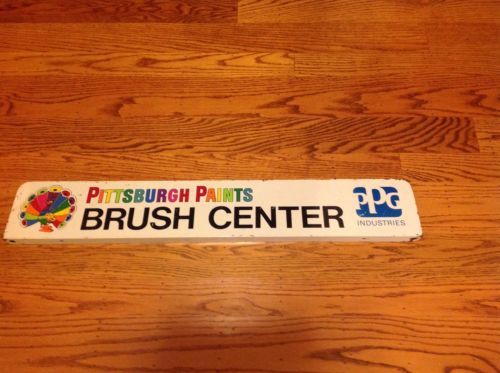 PITTSBURGH PAINTS
BRUSH CENTER
PPG
INDUSTRIES